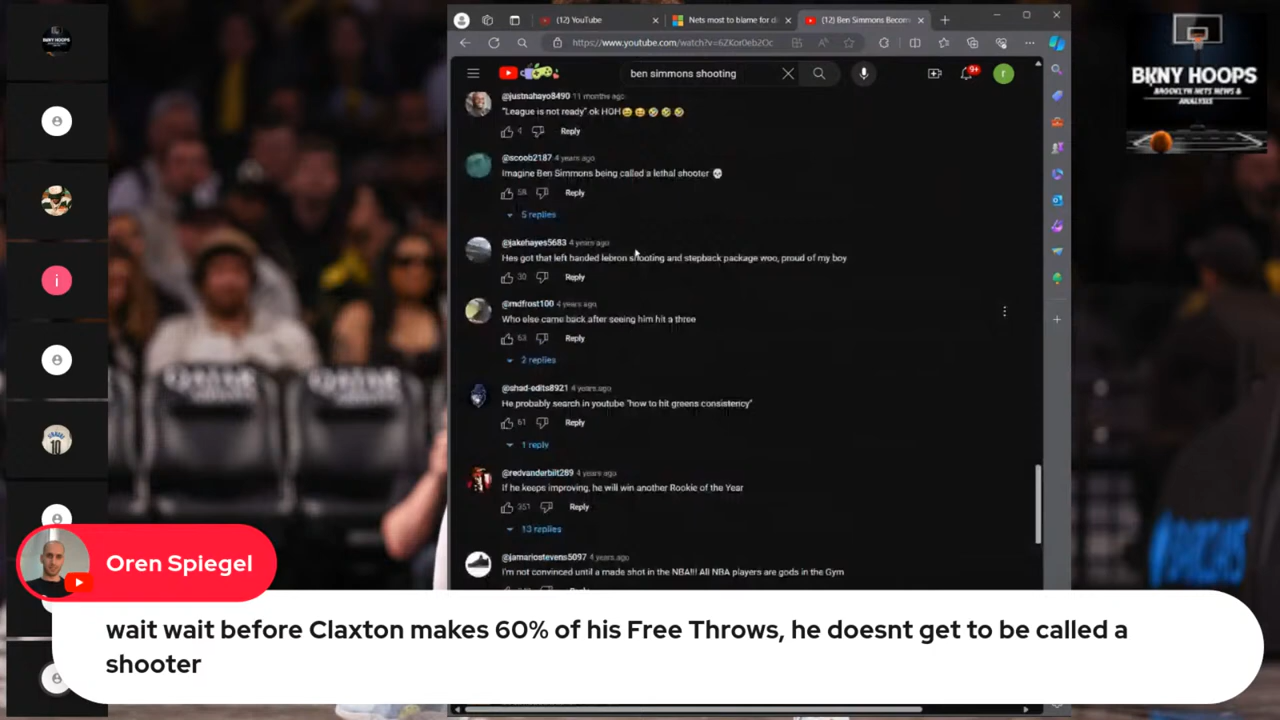 (12) YouTube
Nets most to blame for d
(12) Ben Simmons Becom
https://www.youtube.com/watch?v=6ZKor0eb2Oc
ben simmons shooting
9+
r
@justnahayo8490 11 months ago
"League is not ready" ok HOH😂😆🤣🤣🤣
4 Reply
@scoob2187 4 years ago
Imagine Ben Simmons being called a lethal shooter 💀
58 Reply
5 replies
@jakehayes5683 4 years ago
Hes got that left handed lebron shooting and stepback package woo, proud of my boy
30 Reply
@mdfrost100 4 years ago
Who else came back after seeing him hit a three
53 Reply
2 replies
@shad-edits8921 4 years ago
He probably search in youtube "how to hit greens consistency"
61 Reply
1 reply
@redvanderbilt289 4 years ago
If he keeps improving, he will win another Rookie of the Year
351 Reply
13 replies
@jamariostevens5097 4 years ago
I'm not convinced until a made shot in the NBA!!! All NBA players are gods in the Gym
BKNY HOOPS
BROOKLYN NETS NEWS &
ANALYSIS
BKNY HOOPS
i
10
QATAR
QATAR
Oren Spiegel
wait wait before Claxton makes 60% of his Free Throws, he doesnt get to be called a
shooter